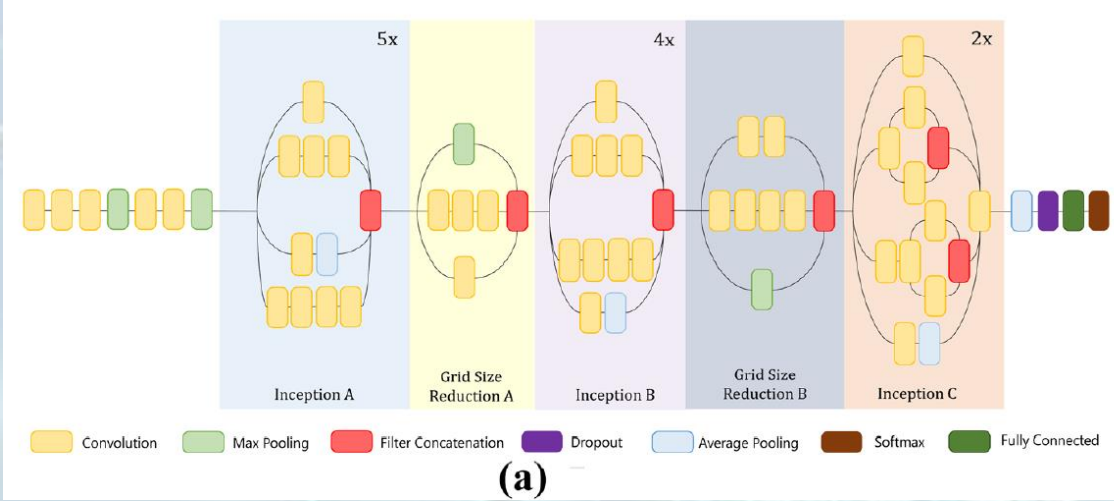 5x
4x
2x
Inception A
Grid Size
Reduction A
Inception B
Grid Size
Reduction B
Inception C
Convolution
Max Pooling
Filter Concatenation
Dropout
Average Pooling
Softmax
Fully Connected
(a)